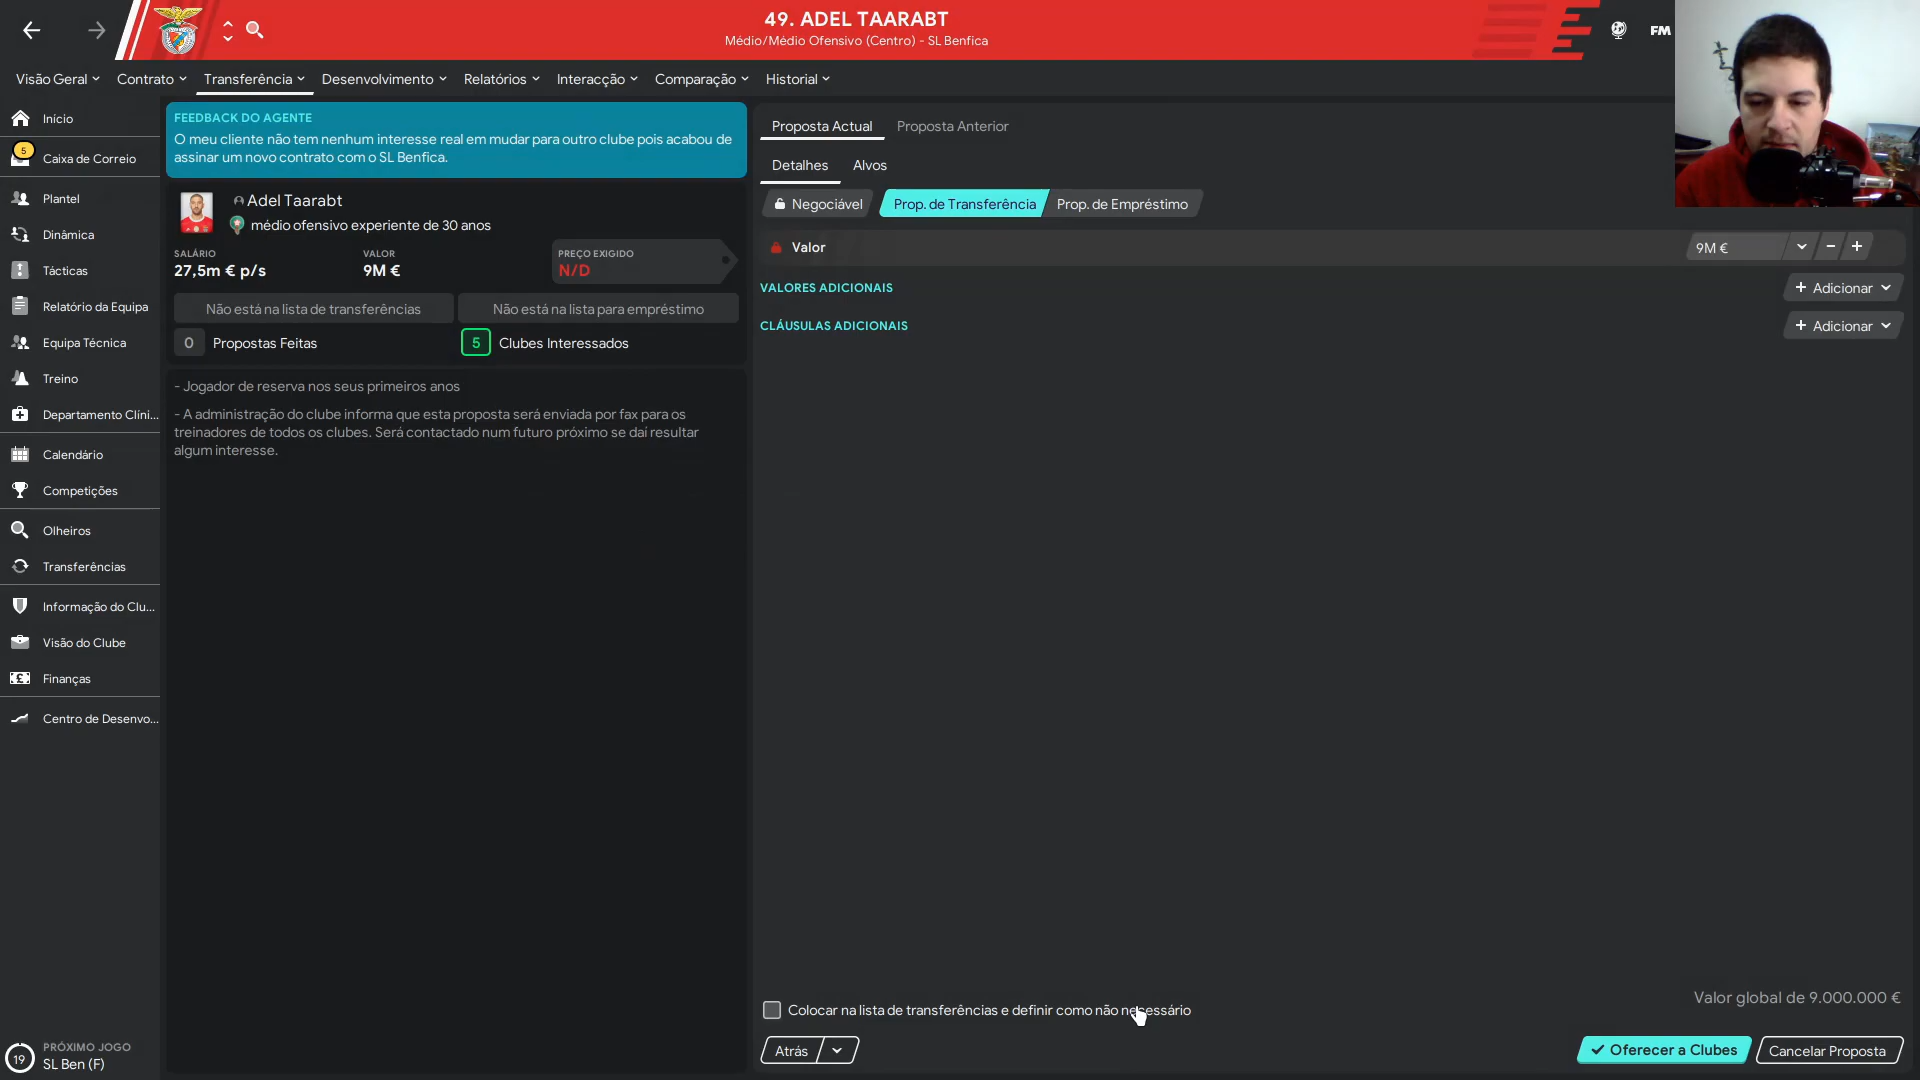 49. ADEL TAARABT
Médio/Médio Ofensivo (Centro) - SL Benfica
FM
Visão Geral
Contrato
Transferência
Desenvolvimento
Relatórios
Interacção
Comparação
Historial
Início
5
Caixa de Correio
Plantel
Dinâmica
Tácticas
Relatório da Equipa
Equipa Técnica
Treino
Departamento Clíni...
Calendário
Competições
Olheiros
Transferências
Informação do Clu...
Visão do Clube
Finanças
Centro de Desenvo...
19
PRÓXIMO JOGO
SL Ben (F)
FEEDBACK DO AGENTE
O meu cliente não tem nenhum interesse real em mudar para outro clube pois acabou de
assinar um novo contrato com o SL Benfica.
Adel Taarabt
médio ofensivo experiente de 30 anos
SALÁRIO
27,5m € p/s
VALOR
9M €
PREÇO EXIGIDO
N/D
Não está na lista de transferências
Não está na lista para empréstimo
0 Propostas Feitas
5 Clubes Interessados
- Jogador de reserva nos seus primeiros anos
- A administração do clube informa que esta proposta será enviada por fax para os
treinadores de todos os clubes. Será contactado num futuro próximo se daí resultar
algum interesse.
Proposta Actual
Proposta Anterior
Detalhes
Alvos
Negociável
Prop. de Transferência
Prop. de Empréstimo
Valor
9M €
VALORES ADICIONAIS
+ Adicionar
CLÁUSULAS ADICIONAIS
+ Adicionar
Valor global de 9.000.000 €
Colocar na lista de transferências e definir como não necessário
Atrás
Oferecer a Clubes
Cancelar Proposta